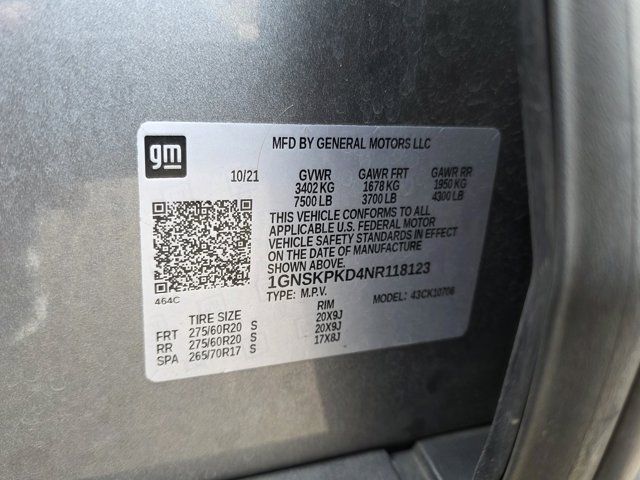 gm
MFD BY GENERAL MOTORS LLC
10/21 GVWR GAWR FRT GAWR RR
3402 KG 1678 KG 1950 KG
7500 LB 3700 LB 4300 LB
THIS VEHICLE CONFORMS TO ALL
APPLICABLE U.S. FEDERAL MOTOR
VEHICLE SAFETY STANDARDS IN EFFECT
ON THE DATE OF MANUFACTURE
SHOWN ABOVE.
1GNSKPKD4NR118123
TYPE: M.P.V. MODEL: 43CK10706
464C
TIRE SIZE RIM
FRT 275/60R20 S 20X9J
RR 275/60R20 S 20X9J
SPA 265/70R17 S 17X8J